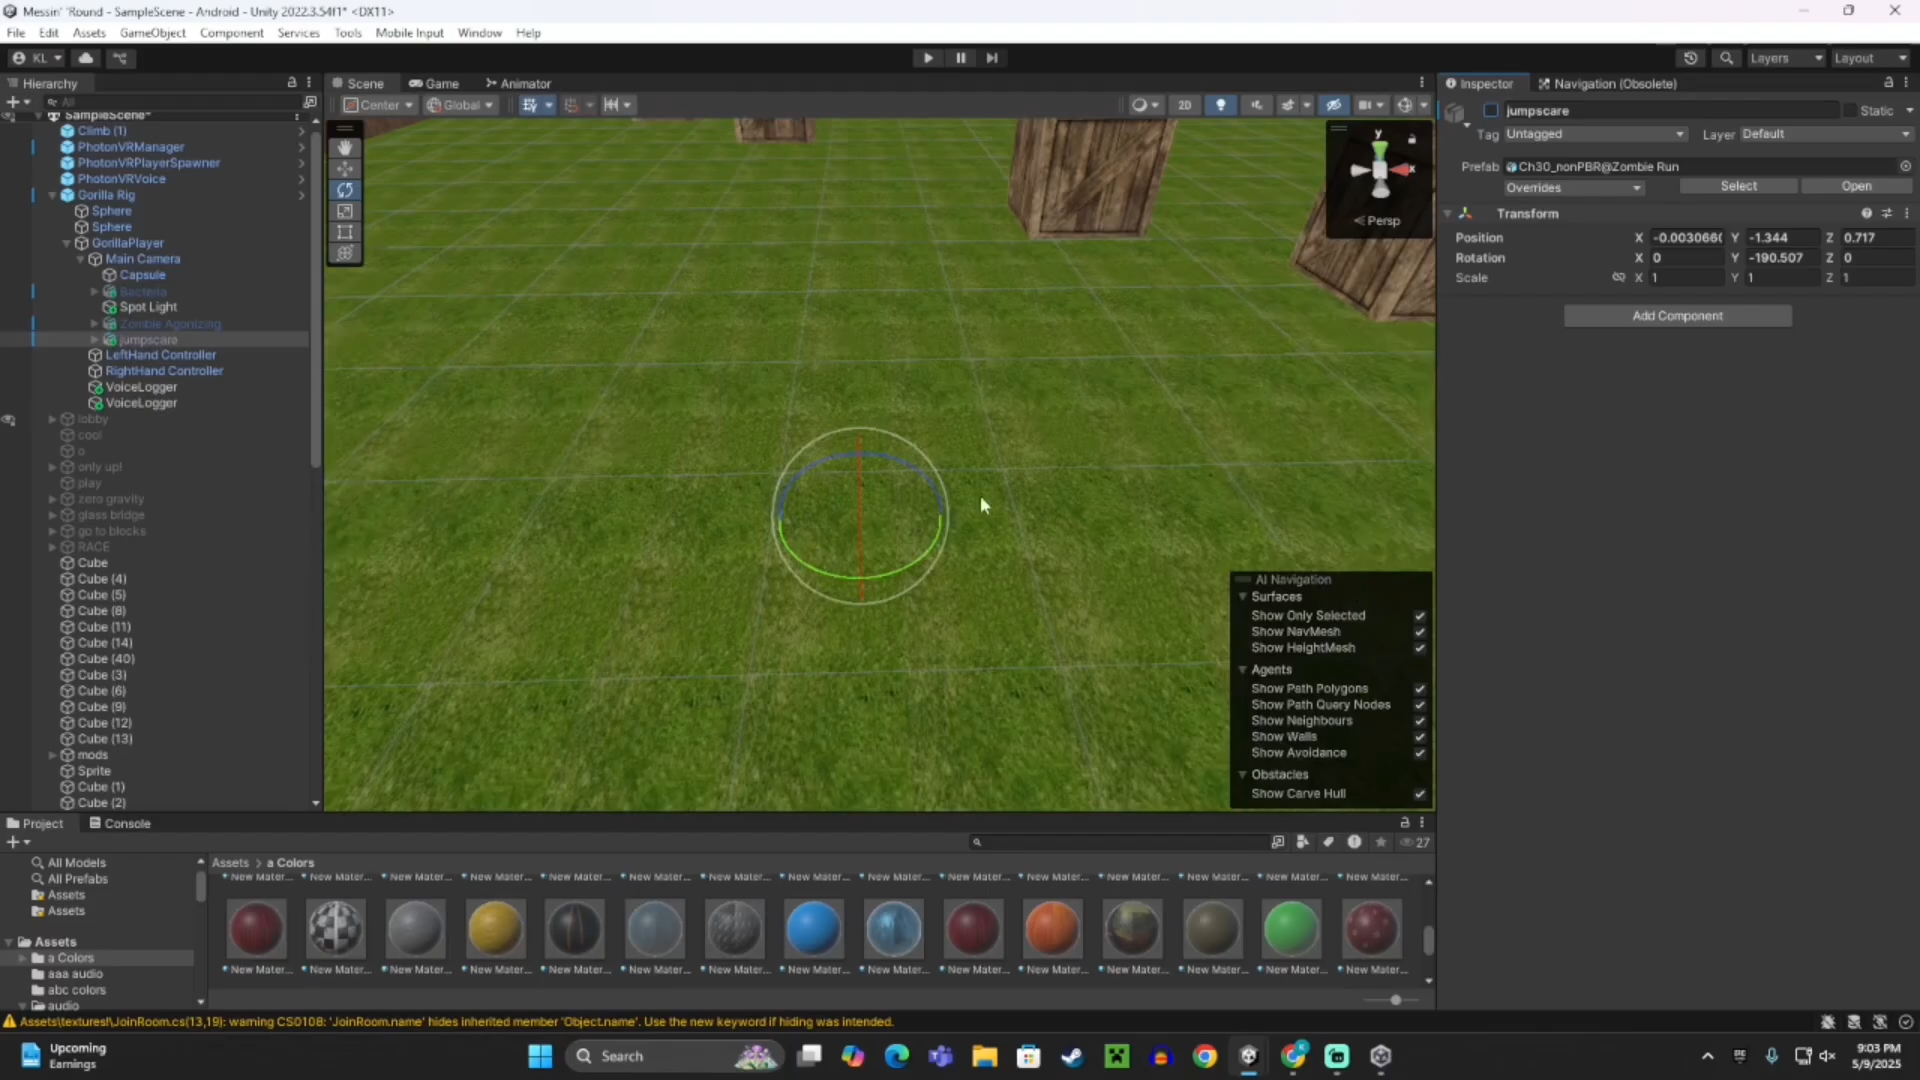 Messin' 'Round - SampleScene - Android - Unity 2022.3.54f1* <DX11>
File Edit Assets GameObject Component Services Tools Mobile Input Window Help
KL Layers Layout
Hierarchy Scene Game Animator Inspector Navigation (Obsolete)
All Center Global 2D jumpscare Static
SampleScene*
Tag Untagged Layer Default
Climb (1)
PhotonVRManager
PhotonVRPlayerSpawner
PhotonVRVoice
Gorilla Rig
Sphere
Sphere
GorillaPlayer
Main Camera
Capsule
Bacteria
Spot Light
Zombie Agonizing
jumpscare
LeftHand Controller
RightHand Controller
VoiceLogger
VoiceLogger
lobby
cool
o
only up!
play
zero gravity
glass bridge
go to blocks
RACE
Cube
Cube (4)
Cube (5)
Cube (8)
Cube (11)
Cube (14)
Cube (40)
Cube (3)
Cube (6)
Cube (9)
Cube (12)
Cube (13)
mods
Sprite
Cube (1)
Cube (2)
y
x
Persp
Prefab Ch30_nonPBR@Zombie Run
Overrides Select Open
Transform
Position X -0.003066( Y -1.344 Z 0.717
Rotation X 0 Y -190.507 Z 0
Scale X 1 Y 1 Z 1
Add Component
AI Navigation
Surfaces
Show Only Selected
Show NavMesh
Show HeightMesh
Agents
Show Path Polygons
Show Path Query Nodes
Show Neighbours
Show Walls
Show Avoidance
Obstacles
Show Carve Hull
Project Console
27
All Models
All Prefabs
Assets
Assets
Assets
a Colors
aaa audio
abc colors
audio
Assets > a Colors
New Mater... New Mater... New Mater... New Mater... New Mater... New Mater... New Mater... New Mater... New Mater... New Mater... New Mater... New Mater... New Mater... New Mater... New Mater...
New Mater... New Mater... New Mater... New Mater... New Mater... New Mater... New Mater... New Mater... New Mater... New Mater... New Mater... New Mater... New Mater... New Mater... New Mater...
Assets\textures!\JoinRoom.cs(13,19): warning CS0108: 'JoinRoom.name' hides inherited member 'Object.name'. Use the new keyword if hiding was intended.
Upcoming
Earnings
Search
9:03 PM
5/9/2025